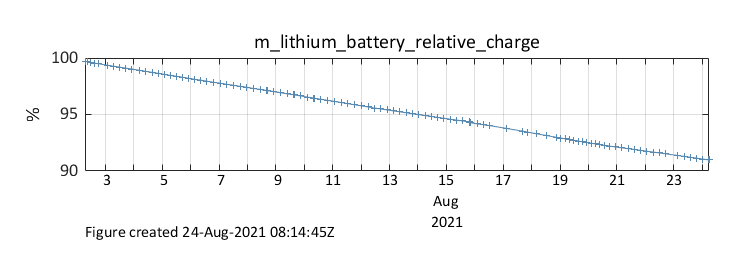 m_lithium_battery_relative_charge
100
95
90
%
3 5 7 9 11 13 15 17 19 21 23
Aug
2021
Figure created 24-Aug-2021 08:14:45Z